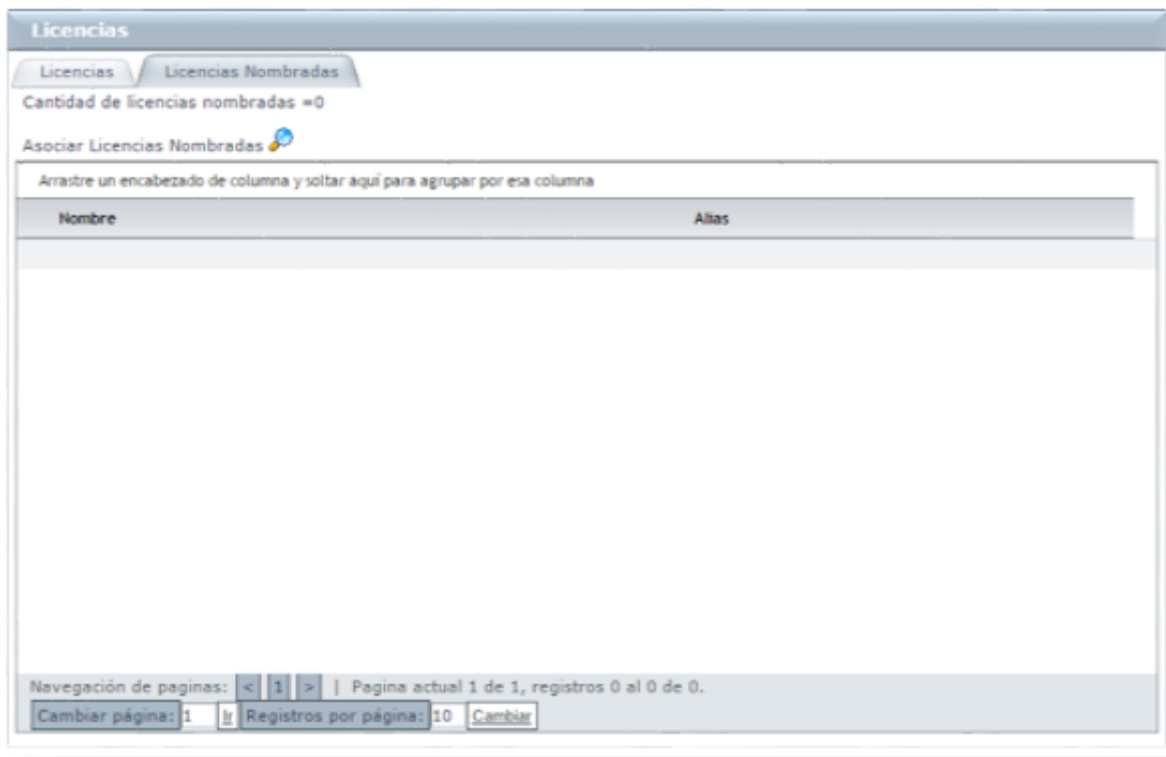 Licencias
Licencias Licencias Nombradas
Cantidad de licencias nombradas =0
Asociar Licencias Nombradas
Arrastre un encabezado de columna y soltar aquí para agrupar por esa columna
Nombre Alias
Navegación de paginas: < 1 > | Pagina actual 1 de 1, registros 0 al 0 de 0.
Cambiar página: 1 Ir Registros por página: 10 Cambiar